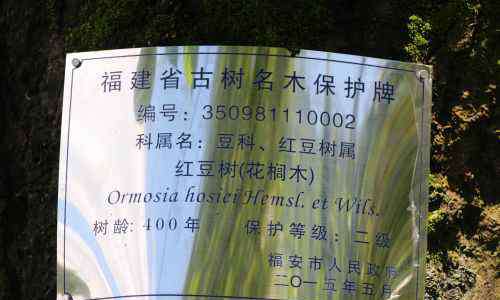 福建省古树名木保护牌
编号：350981110002
科属名：豆科、红豆树属
红豆树(花榈木)
Ormosia hosiei Hemsl. et Wils.
树龄：400年 保护等级：二级
福安市人民政府
二〇一五年五月